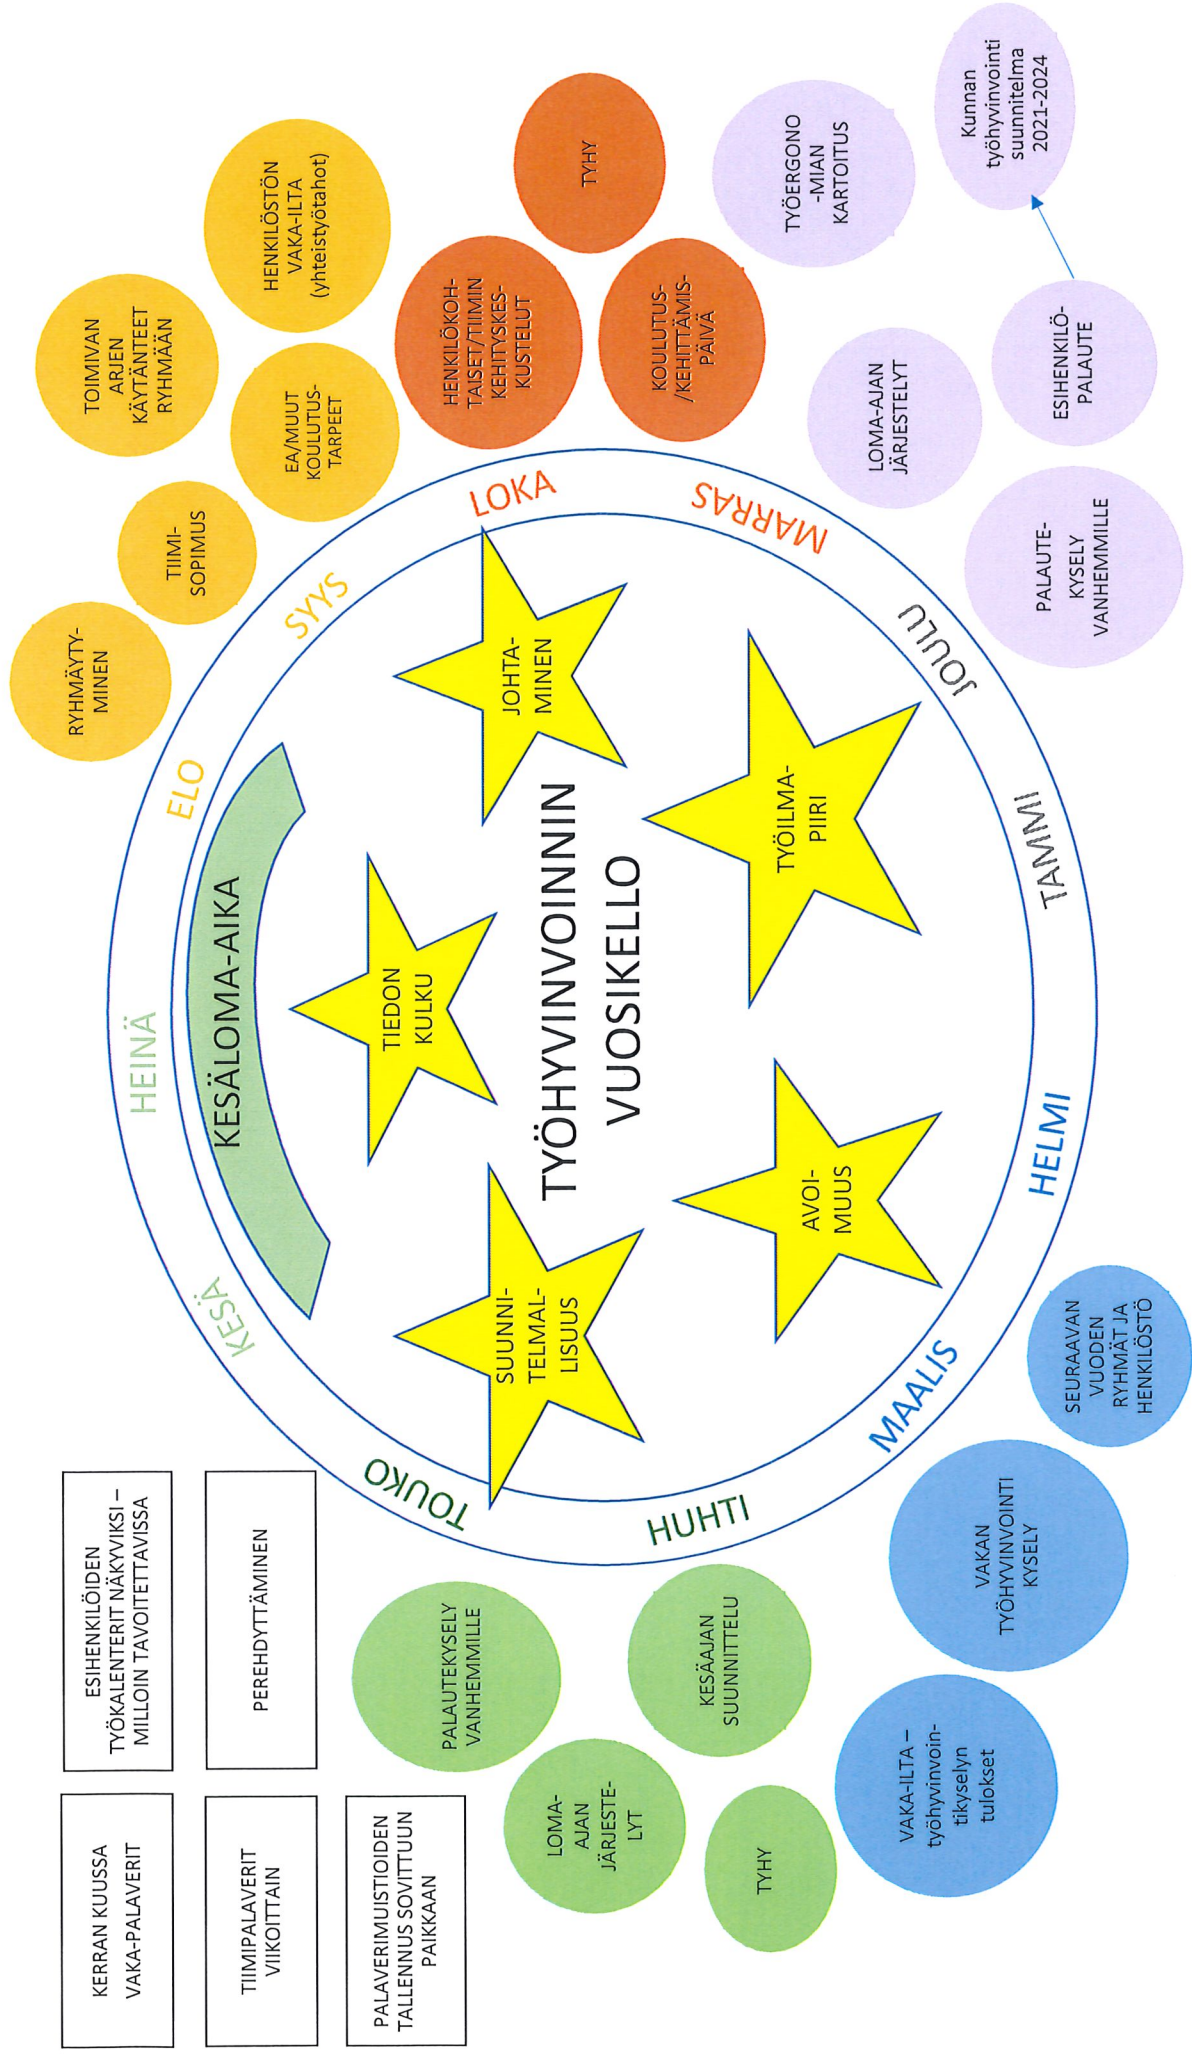 KERRAN KUUSSA
VAKA-PALAVERIT
ESIHENKILÖIDEN
TYÖKALENTERIT NÄKYVIKSI –
MILLOIN TAVOITETTAVISSA
TIIMIPALAVERIT
VIIKOITTAIN
PEREHDYTTÄMINEN
PALAVERIMUISTIOIDEN
TALLENNUS SOVITTUUN
PAIKKAAN
RYHMÄYTY-
MINEN
TIIMI-
SOPIMUS
TOIMIVAN
ARJEN
KÄYTÄNTEET
RYHMÄÄN
EA/MUUT
KOULUTUS-
TARPEET
HENKILÖSTÖN
VAKA-ILTA
(yhteistyötahot)
HEINÄ
ELO
SYYS
LOKA
MARRAS
JOULU
TAMMI
HELMI
MAALIS
HUHTI
TOUKO
KESÄ
KESÄLOMA-AIKA
TIEDON
KULKU
JOHTA-
MINEN
SUUNNI-
TELMAL-
LISUUS
TYÖHYVINVOINNIN
VUOSIKELLO
TYÖILMA-
PIIRI
AVOI-
MUUS
HENKILÖKOH-
TAISET/TIIMIN
KEHITYSKES-
KUSTELUT
TYHY
KOULUTUS-
/KEHITTÄMIS-
PÄIVÄ
TYÖERGONO
-MIAN
KARTOITUS
LOMA-AJAN
JÄRJESTELYT
Kunnan
työhyvinvointi
suunnitelma
2021-2024
ESIHENKILÖ-
PALAUTE
PALAUTE-
KYSELY
VANHEMMILLE
PALAUTEKYSELY
VANHEMMILLE
LOMA-
AJAN
JÄRJESTE-
LYT
KESÄAJAN
SUUNNITTELU
TYHY
VAKA-ILTA –
työhyvinvoin-
tikyselyn
tulokset
VAKAN
TYÖHYVINVOINTI
KYSELY
SEURAAVAN
VUODEN
RYHMÄT JA
HENKILÖSTÖ